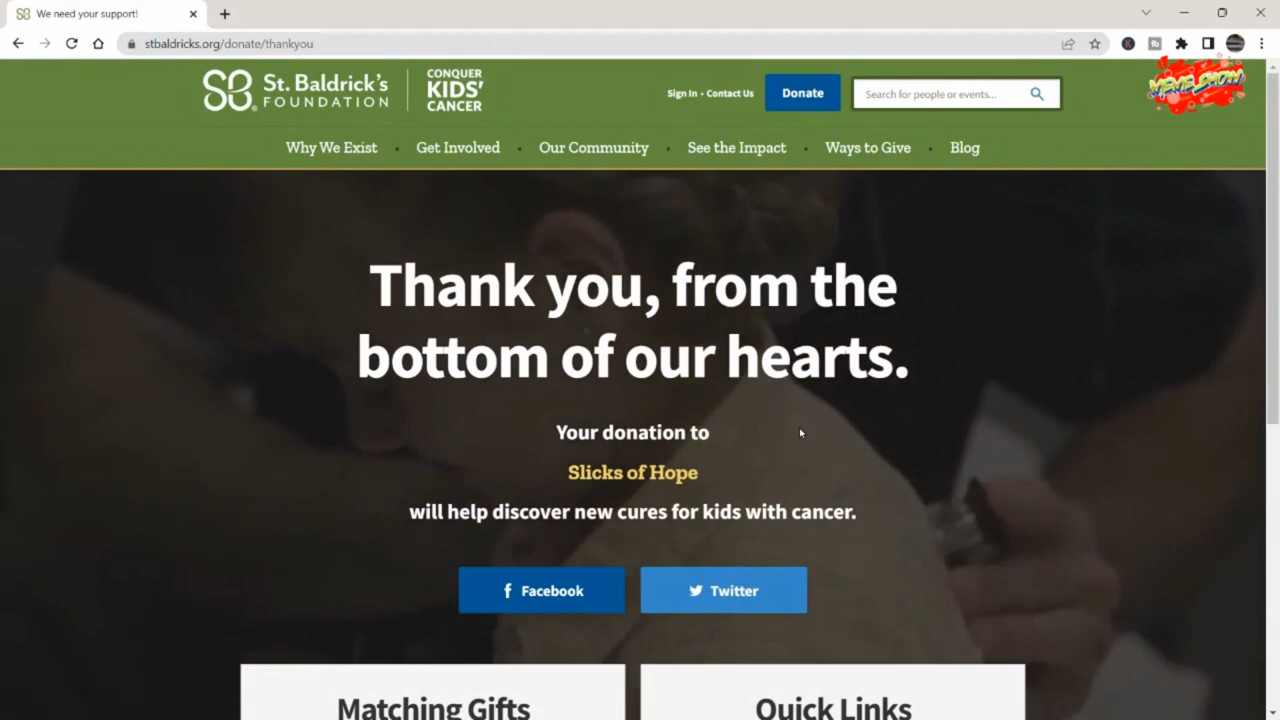 We need your support!
stbaldricks.org/donate/thankyou
St. Baldrick's
FOUNDATION
CONQUER
KIDS'
CANCER
Sign In • Contact Us
Donate
Search for people or events...
MEME SHOW
Why We Exist • Get Involved • Our Community • See the Impact • Ways to Give • Blog
Thank you, from the
bottom of our hearts.
Your donation to
Slicks of Hope
will help discover new cures for kids with cancer.
Facebook
Twitter
Matching Gifts
Quick Links